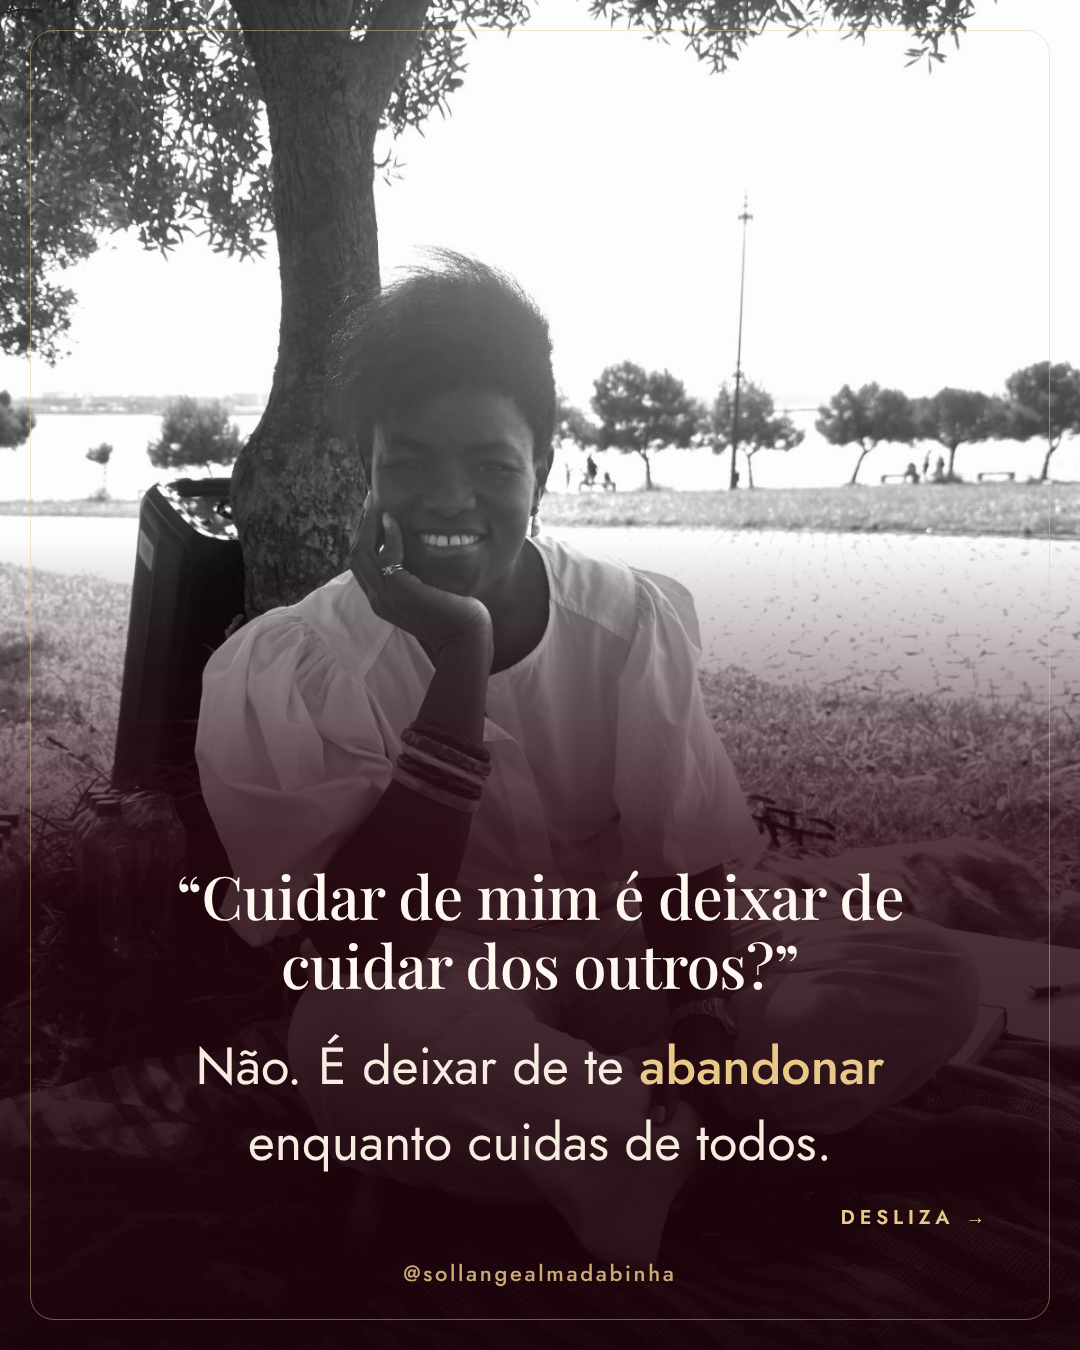 “Cuidar de mim é deixar de
cuidar dos outros?”
Não. É deixar de te abandonar
enquanto cuidas de todos.
DESLIZA →
@sollangealmadabinha